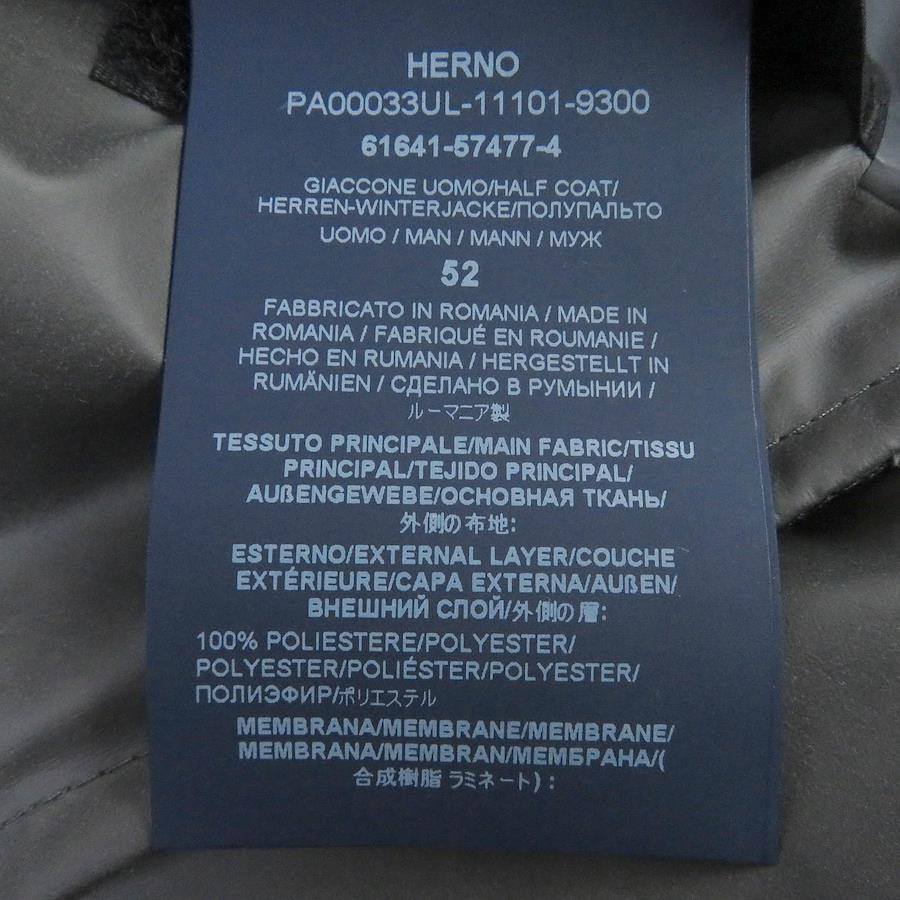 HERNO
PA00033UL-11101-9300
61641-57477-4
GIACCONE UOMO/HALF COAT/
HERREN-WINTERJACKE/ПОЛУПАЛЬТО
UOMO / MAN / MANN / МУЖ
52
FABBRICATO IN ROMANIA / MADE IN
ROMANIA / FABRIQUÉ EN ROUMANIE /
HECHO EN RUMANIA / HERGESTELLT IN
RUMÄNIEN / СДЕЛАНО В РУМЫНИИ /
ルーマニア製
TESSUTO PRINCIPALE/MAIN FABRIC/TISSU
PRINCIPAL/TEJIDO PRINCIPAL/
AUßENGEWEBE/ОСНОВНАЯ ТКАНЬ/
外側の布地:
ESTERNO/EXTERNAL LAYER/COUCHE
EXTÉRIEURE/CAPA EXTERNA/AUßEN/
ВНЕШНИЙ СЛОЙ/外側の層:
100% POLIESTERE/POLYESTER/
POLYESTER/POLIÉSTER/POLYESTER/
ПОЛИЭФИР/ポリエステル
MEMBRANA/MEMBRANE/MEMBRANE/
MEMBRANA/MEMBRAN/МЕМБРАНА/(
合成樹脂 ラミネート) :